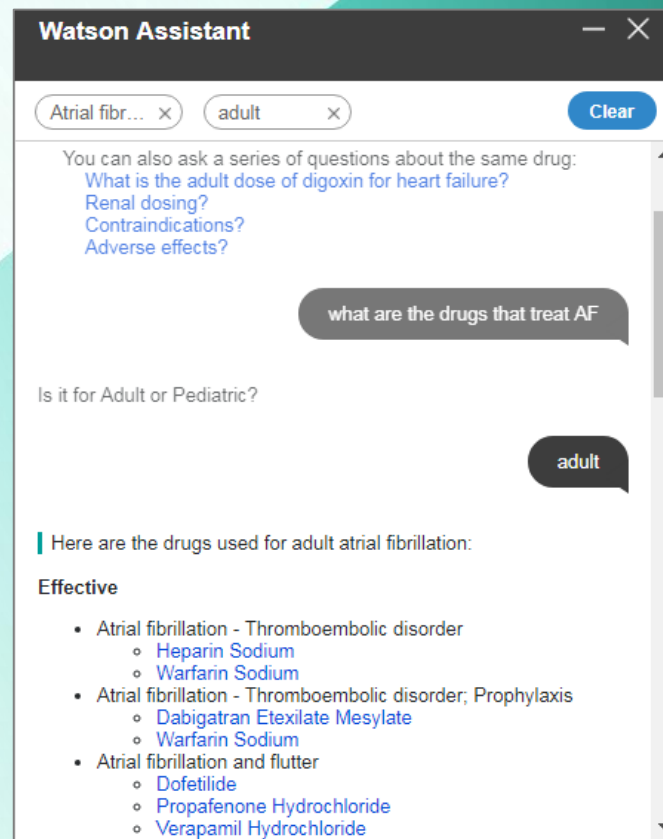 Watson Assistant
Atrial fibr...
adult
Clear
You can also ask a series of questions about the same drug:
What is the adult dose of digoxin for heart failure?
Renal dosing?
Contraindications?
Adverse effects?
what are the drugs that treat AF
Is it for Adult or Pediatric?
adult
Here are the drugs used for adult atrial fibrillation:
Effective
• Atrial fibrillation - Thromboembolic disorder
◦ Heparin Sodium
◦ Warfarin Sodium
• Atrial fibrillation - Thromboembolic disorder; Prophylaxis
◦ Dabigatran Etexilate Mesylate
◦ Warfarin Sodium
• Atrial fibrillation and flutter
◦ Dofetilide
◦ Propafenone Hydrochloride
◦ Verapamil Hydrochloride